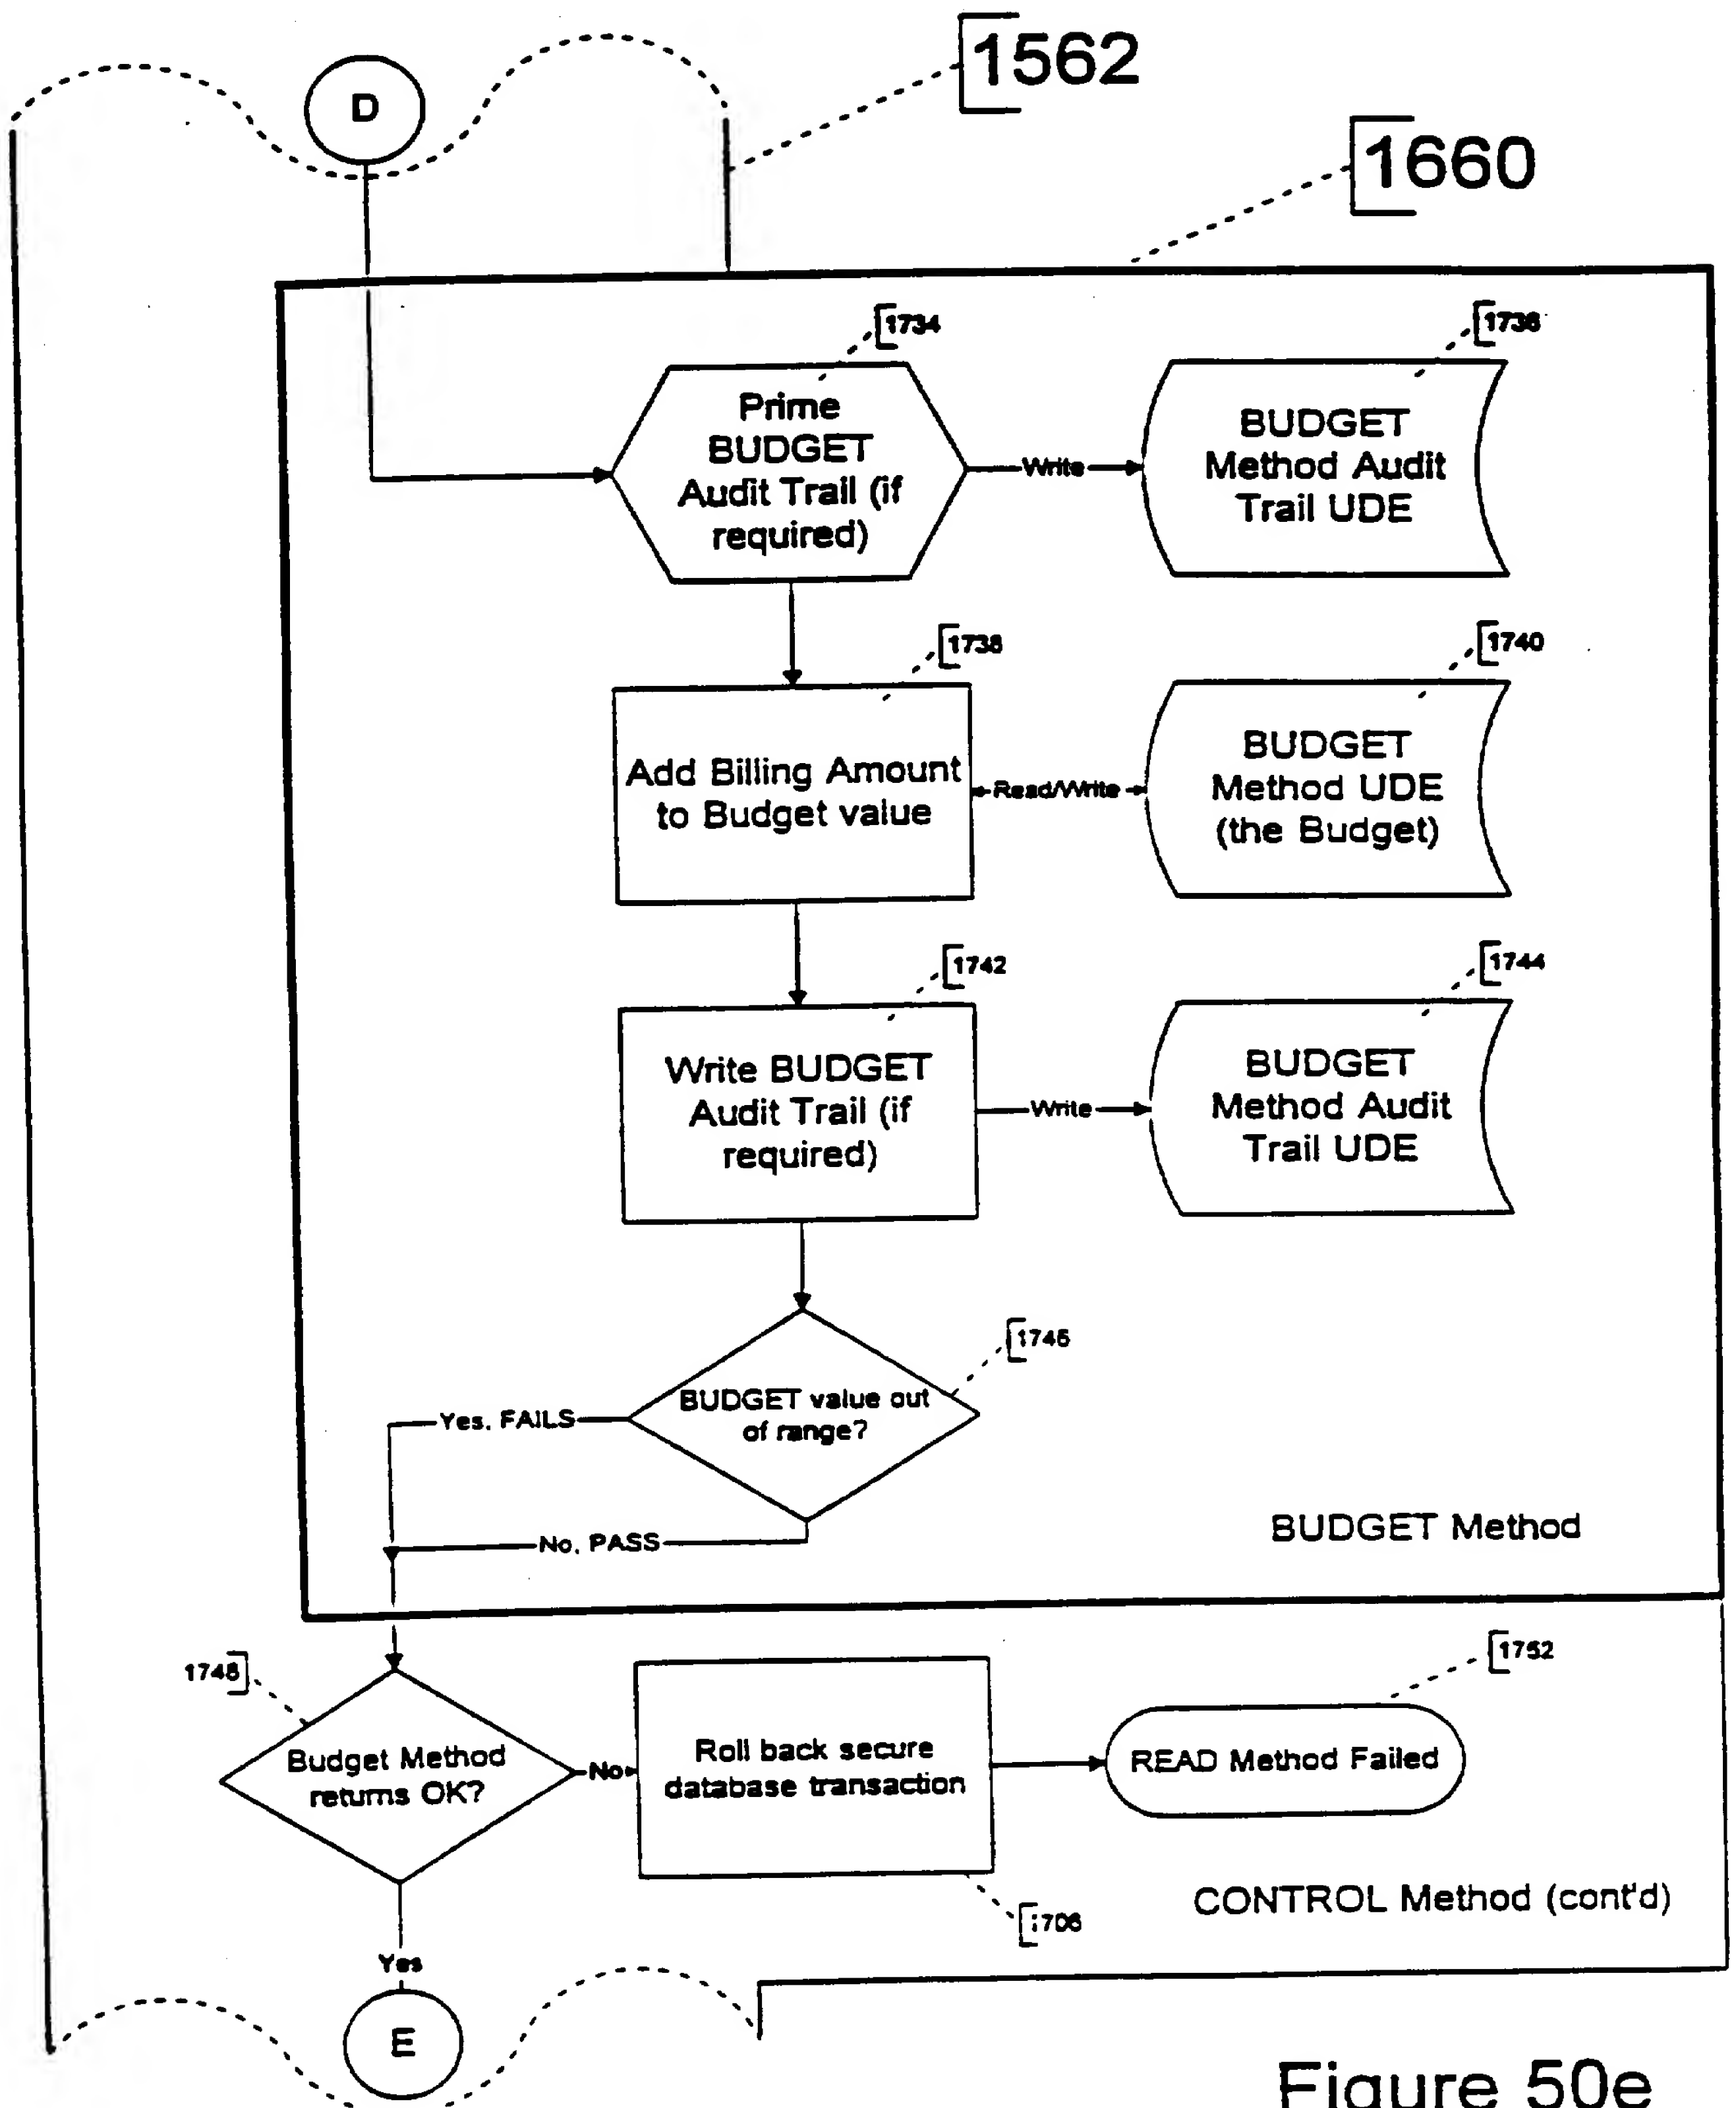 1562
D
1660
1734
1736
Prime
BUDGET
Audit Trail (if
required)
Write
BUDGET
Method Audit
Trail UDE
1738
1740
Add Billing Amount
to Budget value
Read/Write
BUDGET
Method UDE
(the Budget)
1742
1744
Write BUDGET
Audit Trail (if
required)
Write
BUDGET
Method Audit
Trail UDE
1746
BUDGET value out
of range?
Yes, FAILS
No, PASS
BUDGET Method
1748
1752
Budget Method
returns OK?
No
Roll back secure
database transaction
READ Method Failed
1706
CONTROL Method (cont'd)
Yes
E
Figure 50e